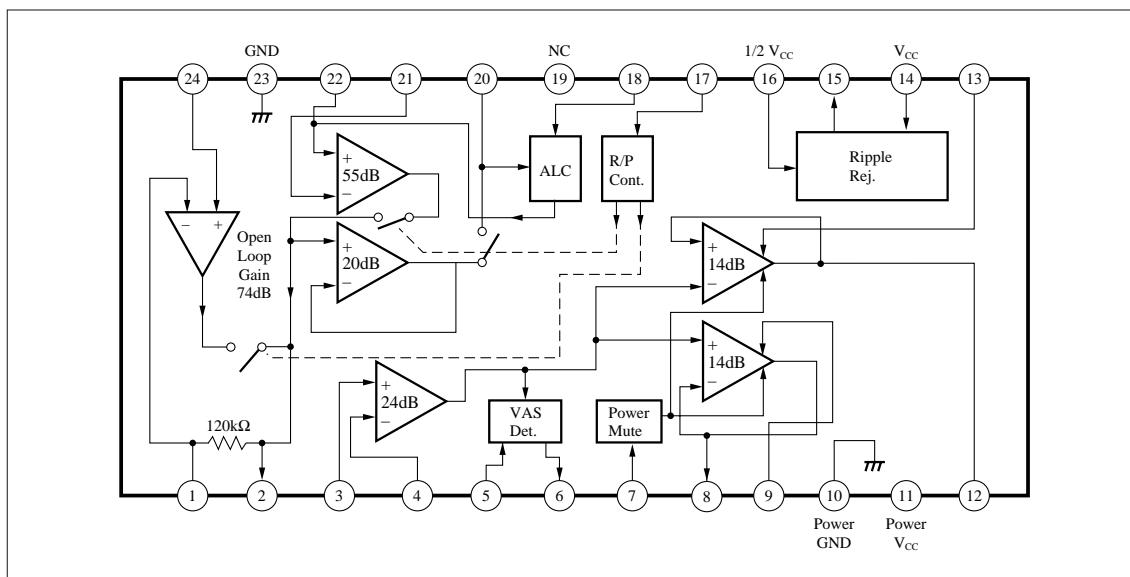 GND
NC
1/2 VCC
VCC
24
23
22
21
20
19
18
17
16
15
14
13
+
55dB
−
ALC
R/P
Cont.
Ripple
Rej.
−
+
Open
Loop
Gain
74dB
+
20dB
−
+
14dB
−
+
14dB
−
+
24dB
−
VAS
Det.
Power
Mute
120kΩ
1
2
3
4
5
6
7
8
9
10
11
12
Power
GND
Power
VCC